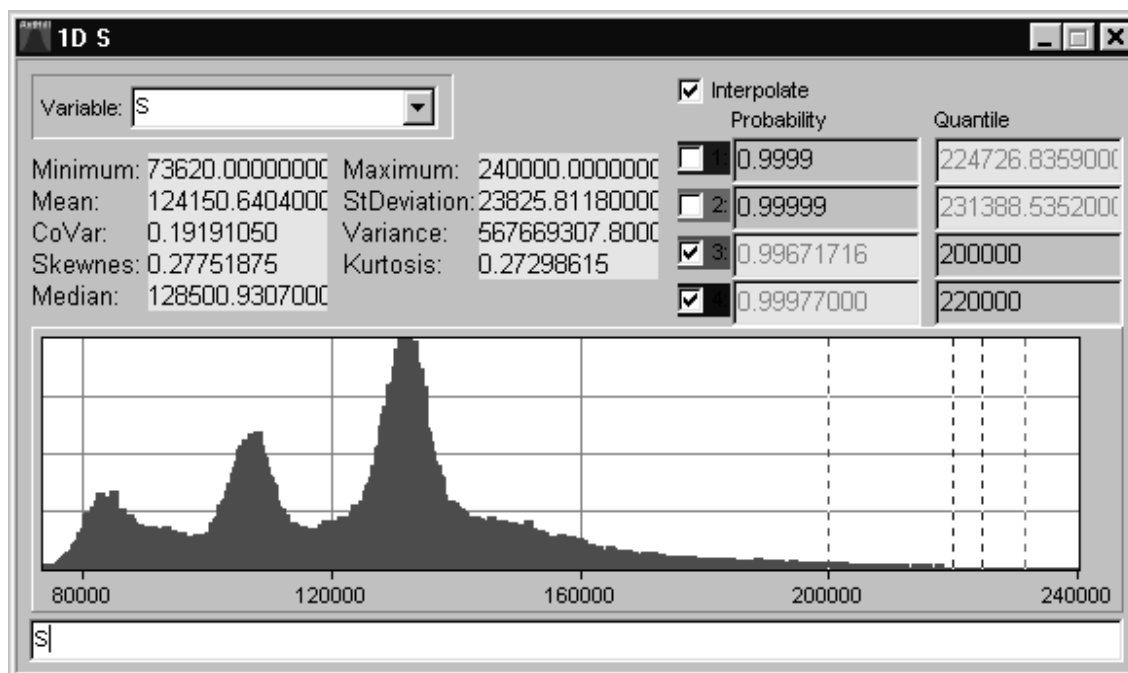 1D S
Variable: S
Interpolate
Probability Quantile
1: 0.9999 224726.8359000
2: 0.99999 231388.5352000
3: 0.99671716 200000
4: 0.99977000 220000
Minimum: 73620.00000000 Maximum: 240000.0000000
Mean: 124150.6404000 StDeviation: 23825.81180000
CoVar: 0.19191050 Variance: 567669307.8000
Skewnes: 0.27751875 Kurtosis: 0.27298615
Median: 128500.9307000
80000 120000 160000 200000 240000
S